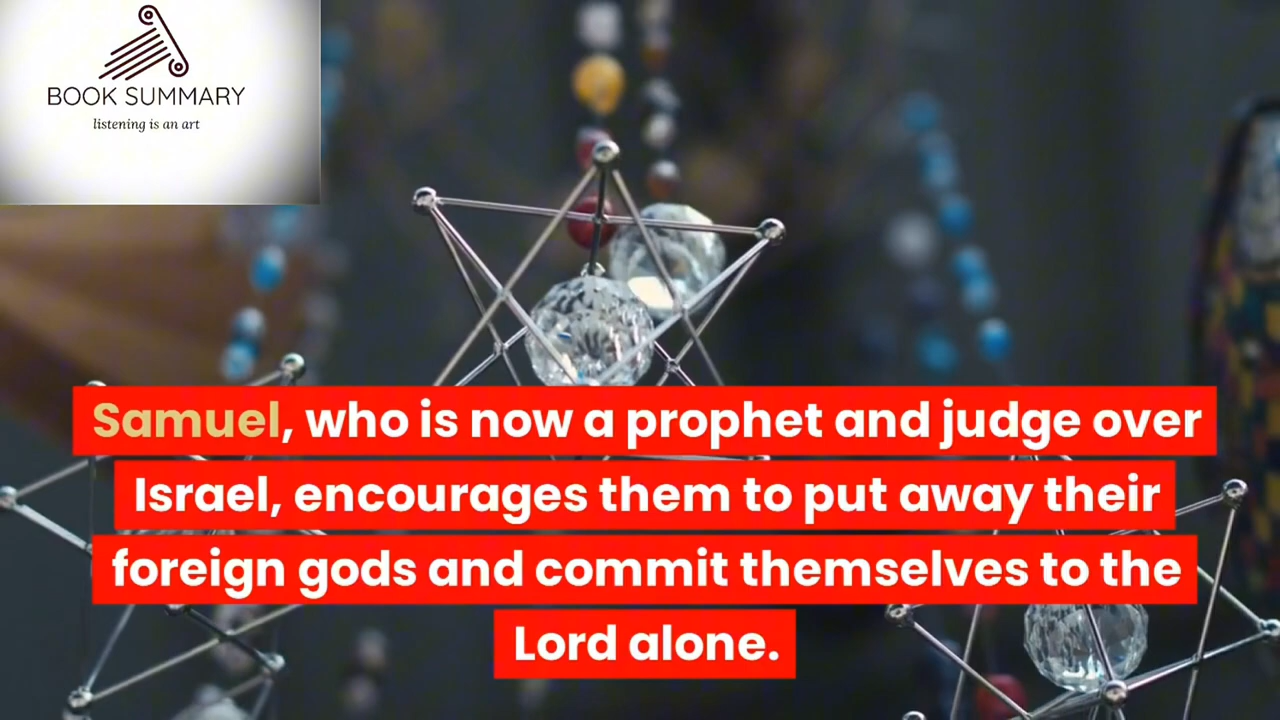 BOOK SUMMARY
listening is an art
Samuel, who is now a prophet and judge over
Israel, encourages them to put away their
foreign gods and commit themselves to the
Lord alone.